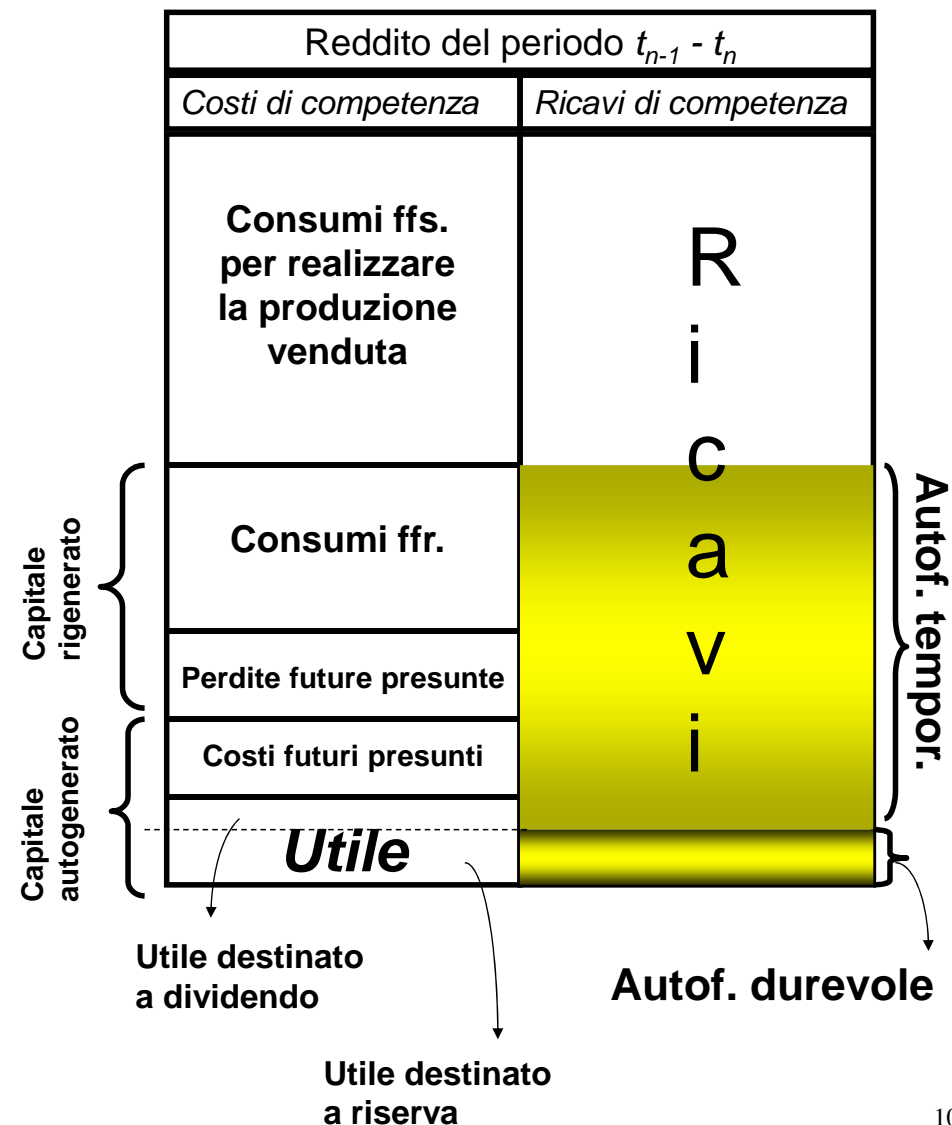 Reddito del periodo tn-1 - tn
Costi di competenza
Ricavi di competenza
Consumi ffs.
per realizzare
la produzione
venduta
Ricavi
Capitale
rigenerato
Consumi ffr.
Perdite future presunte
Autof. tempor.
Capitale
autogenerato
Costi futuri presunti
Utile
Utile destinato
a dividendo
Autof. durevole
Utile destinato
a riserva
10